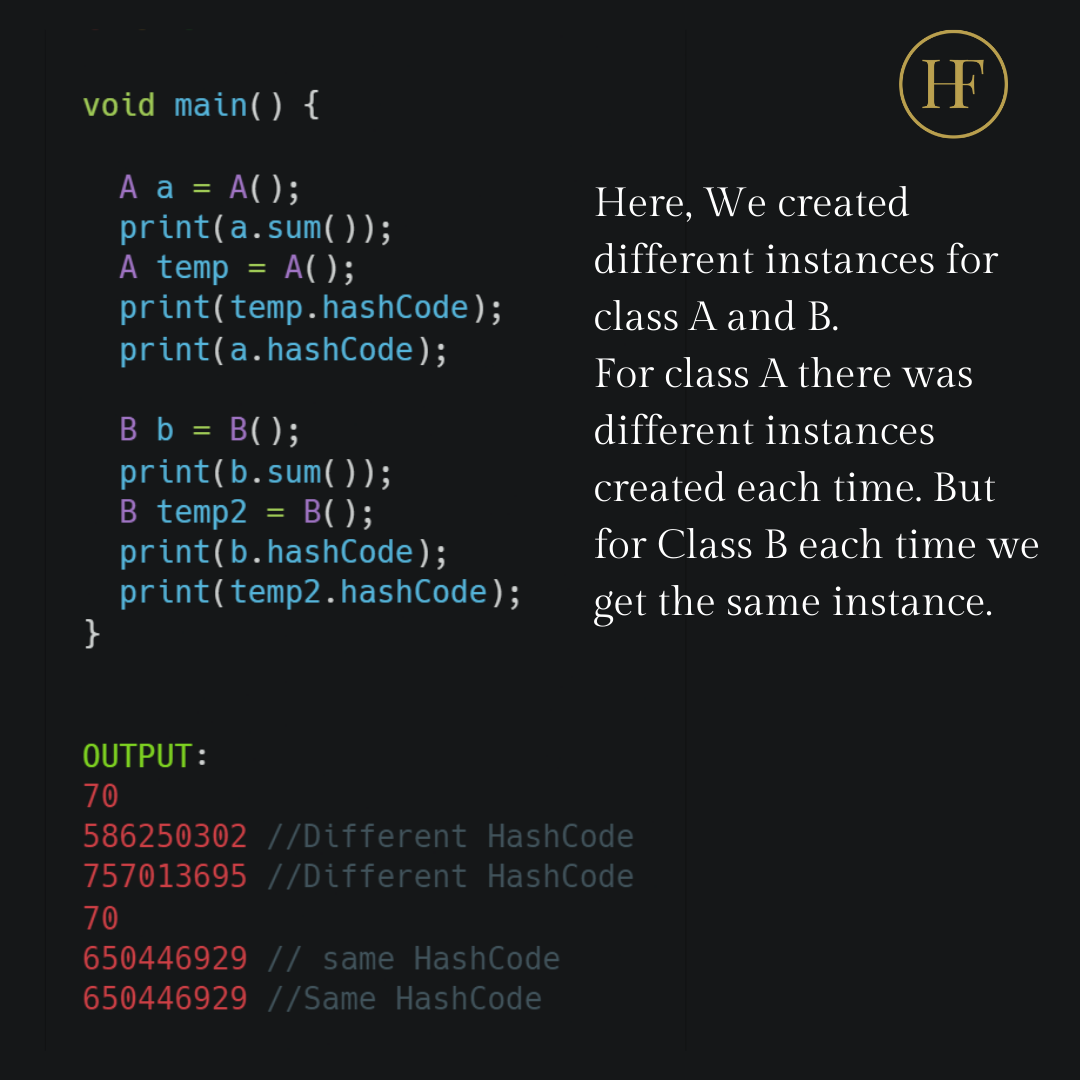 HF
void main() {
A a = A();
print(a.sum());
A temp = A();
print(temp.hashCode);
print(a.hashCode);
B b = B();
print(b.sum());
B temp2 = B();
print(b.hashCode);
print(temp2.hashCode);
}
Here, We created
different instances for
class A and B.
For class A there was
different instances
created each time. But
for Class B each time we
get the same instance.
OUTPUT:
70
586250302 //Different HashCode
757013695 //Different HashCode
70
650446929 // same HashCode
650446929 //Same HashCode